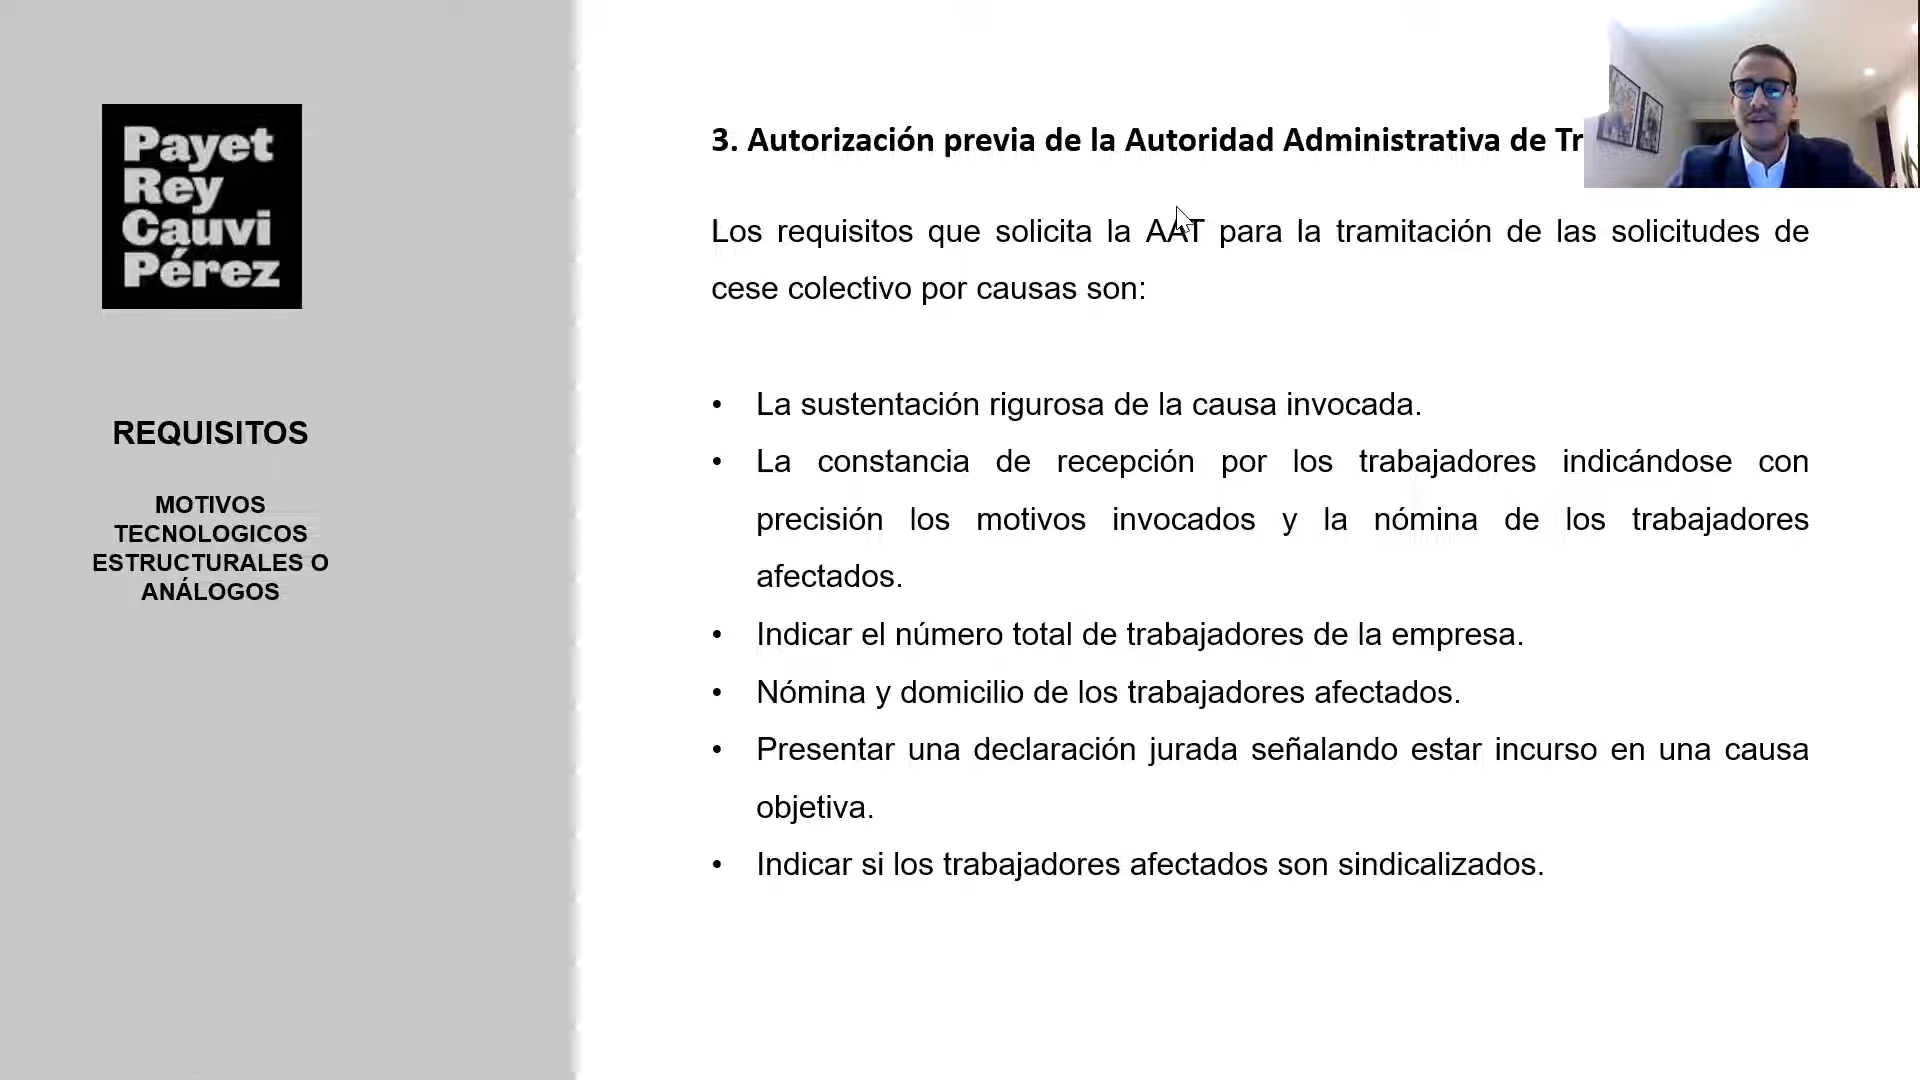 Payet
Rey
Cauvi
Pérez
REQUISITOS
MOTIVOS
TECNOLOGICOS
ESTRUCTURALES O
ANÁLOGOS
3. Autorización previa de la Autoridad Administrativa de Tr
Los requisitos que solicita la AAT para la tramitación de las solicitudes de
cese colectivo por causas son:
• La sustentación rigurosa de la causa invocada.
• La constancia de recepción por los trabajadores indicándose con
precisión los motivos invocados y la nómina de los trabajadores
afectados.
• Indicar el número total de trabajadores de la empresa.
• Nómina y domicilio de los trabajadores afectados.
• Presentar una declaración jurada señalando estar incurso en una causa
objetiva.
• Indicar si los trabajadores afectados son sindicalizados.